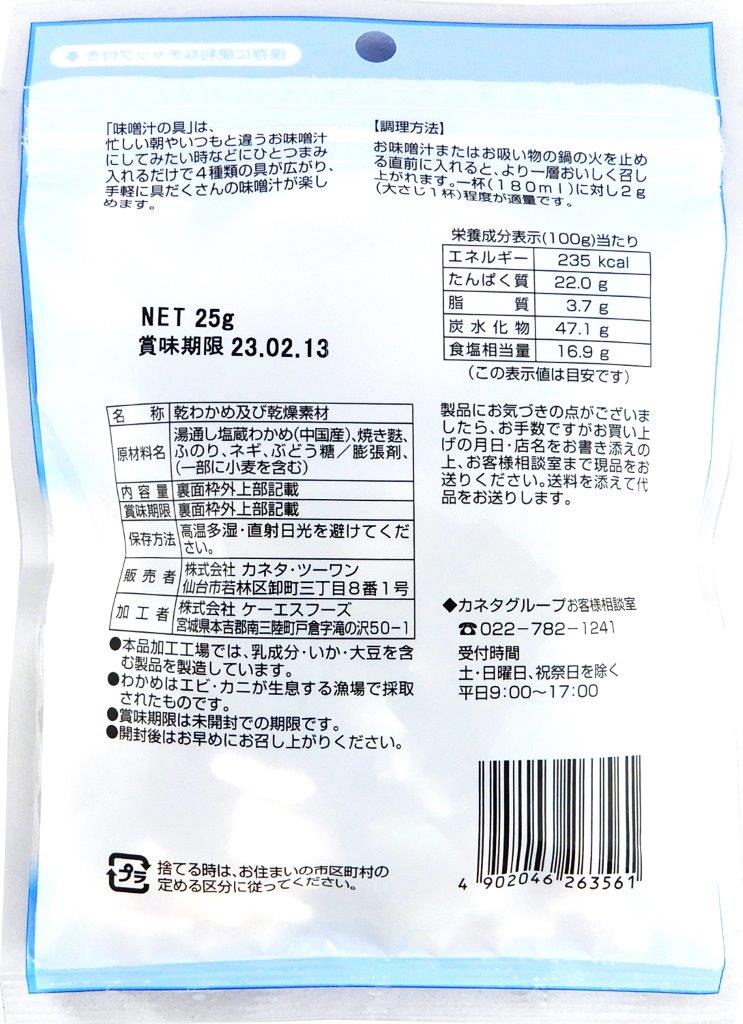 保存に便利なチャック付き
「味噌汁の具」は、
忙しい朝やいつもと違うお味噌汁
にしてみたい時などにひとつまみ
入れるだけで4種類の具が広がり、
手軽に具だくさんの味噌汁が楽し
めます。
【調理方法】
お味噌汁またはお吸い物の鍋の火を止め
る直前に入れると、より一層おいしく召し
上がれます。一杯(180ml)に対し2g
(大さじ1杯)程度が適量です。
栄養成分表示(100g)当たり
エネルギー 235 kcal
たんぱく質 22.0 g
脂質 3.7 g
炭水化物 47.1 g
食塩相当量 16.9 g
(この表示値は目安です)
NET 25g
賞味期限 23.02.13
名称 乾わかめ及び乾燥素材
原材料名 湯通し塩蔵わかめ(中国産)、焼き麩、
ふのり、ネギ、ぶどう糖/膨張剤、
(一部に小麦を含む)
内容量 裏面枠外上部記載
賞味期限 裏面枠外上部記載
保存方法 高温多湿・直射日光を避けてくだ
さい。
販売者 株式会社 カネタ・ツーワン
仙台市若林区卸町三丁目8番1号
加工者 株式会社 ケーエスフーズ
宮城県本吉郡南三陸町戸倉字滝の沢50-1
●本品加工工場では、乳成分・いか・大豆を含
む製品を製造しています。
●わかめはエビ・カニが生息する漁場で採取
されたものです。
●賞味期限は未開封での期限です。
●開封後はお早めにお召し上がりください。
製品にお気づきの点がございま
したら、お手数ですがお買い上
げの月日・店名をお書き添えの
上、お客様相談室まで現品をお
送りください。送料を添えて代
品をお送りします。
◆カネタグループお客様相談室
☎022-782-1241
受付時間
土・日曜日、祝祭日を除く
平日9:00〜17:00
プラ
捨てる時は、お住まいの市区町村の
定める区分に従ってください。
4 902046 263561